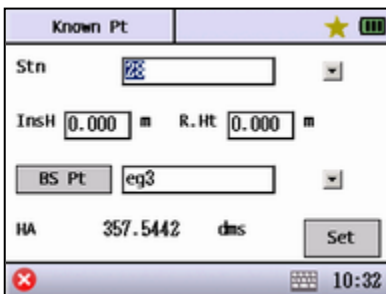 Known Pt
Stn 28
InsH 0.000 m R.Ht 0.000 m
BS Pt eg3
HA 357.5442 dms Set
10:32